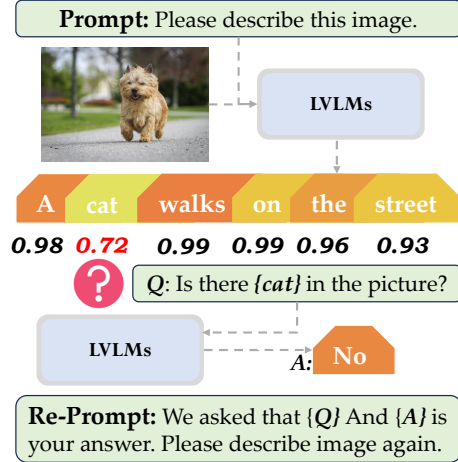 Prompt: Please describe this image.
LVLMs
A cat walks on the street
0.98 0.72 0.99 0.99 0.96 0.93
?
Q: Is there {cat} in the picture?
LVLMs
A: No
Re-Prompt: We asked that {Q} And {A} is
your answer. Please describe image again.